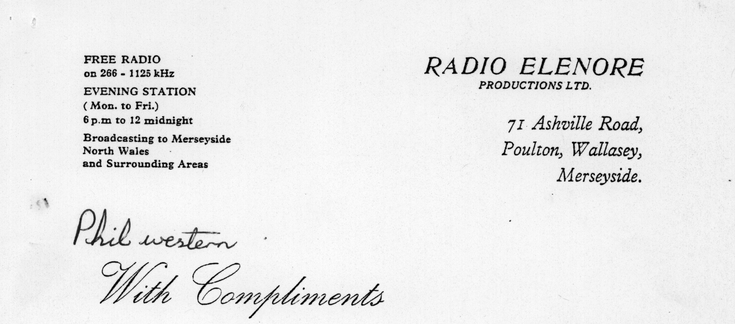 FREE RADIO
on 266 - 1125 kHz
EVENING STATION
( Mon. to Fri.)
6 p.m to 12 midnight
Broadcasting to Merseyside
North Wales
and Surrounding Areas
RADIO ELENORE
PRODUCTIONS LTD.
71 Ashville Road,
Poulton, Wallasey,
Merseyside.
Phil western
With Compliments